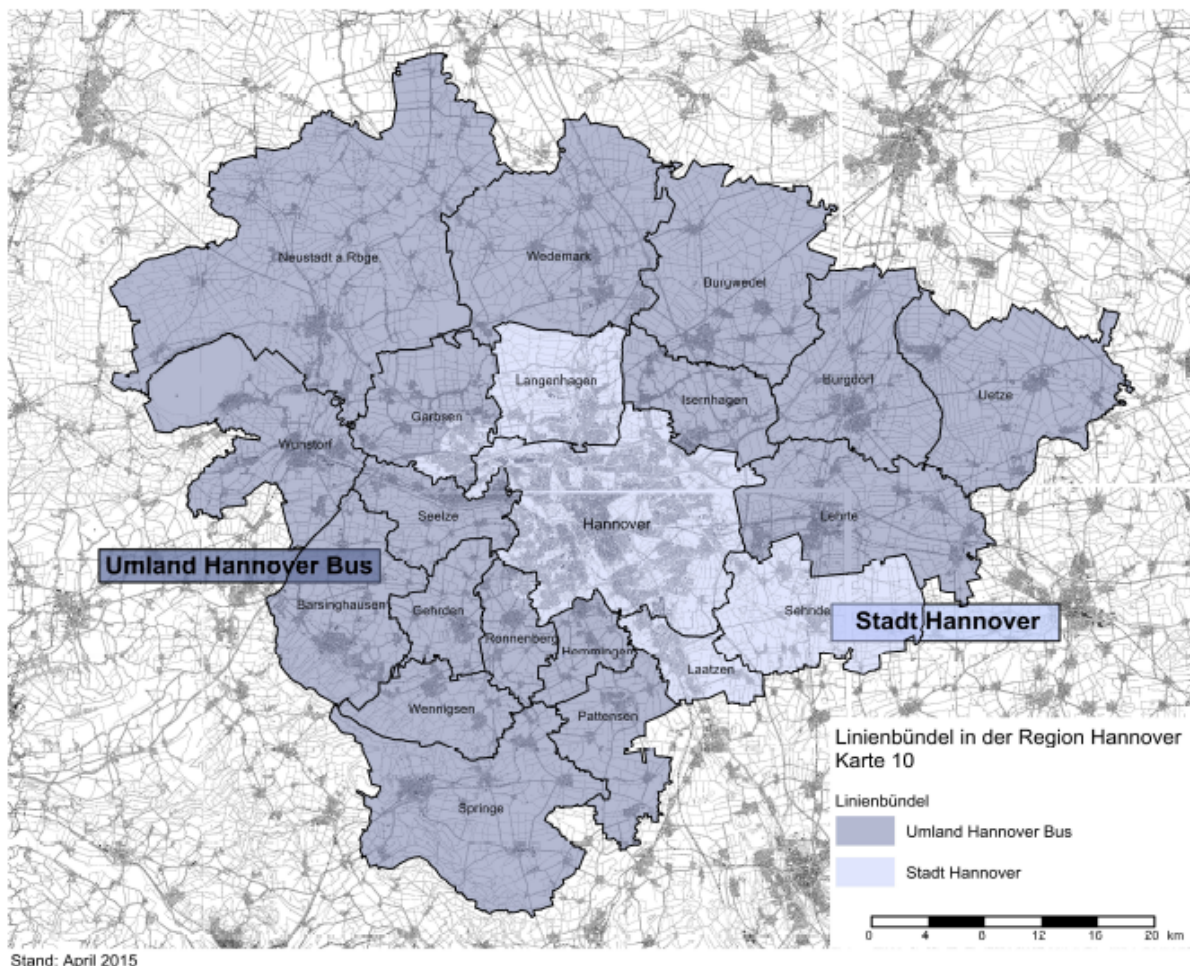 Neustadt a.Rbge.
Wedemark
Burgwedel
Langenhagen
Isernhagen
Burgdorf
Uetze
Garbsen
Wunstorf
Seelze
Hannover
Lehrte
Umland Hannover Bus
Barsinghausen
Gehrden
Ronnenberg
Hemmingen
Sehnde
Stadt Hannover
Laatzen
Wennigsen
Pattensen
Springe
Linienbündel in der Region Hannover
Karte 10
Linienbündel
Umland Hannover Bus
Stadt Hannover
0 4 8 12 16 20 km
Stand: April 2015